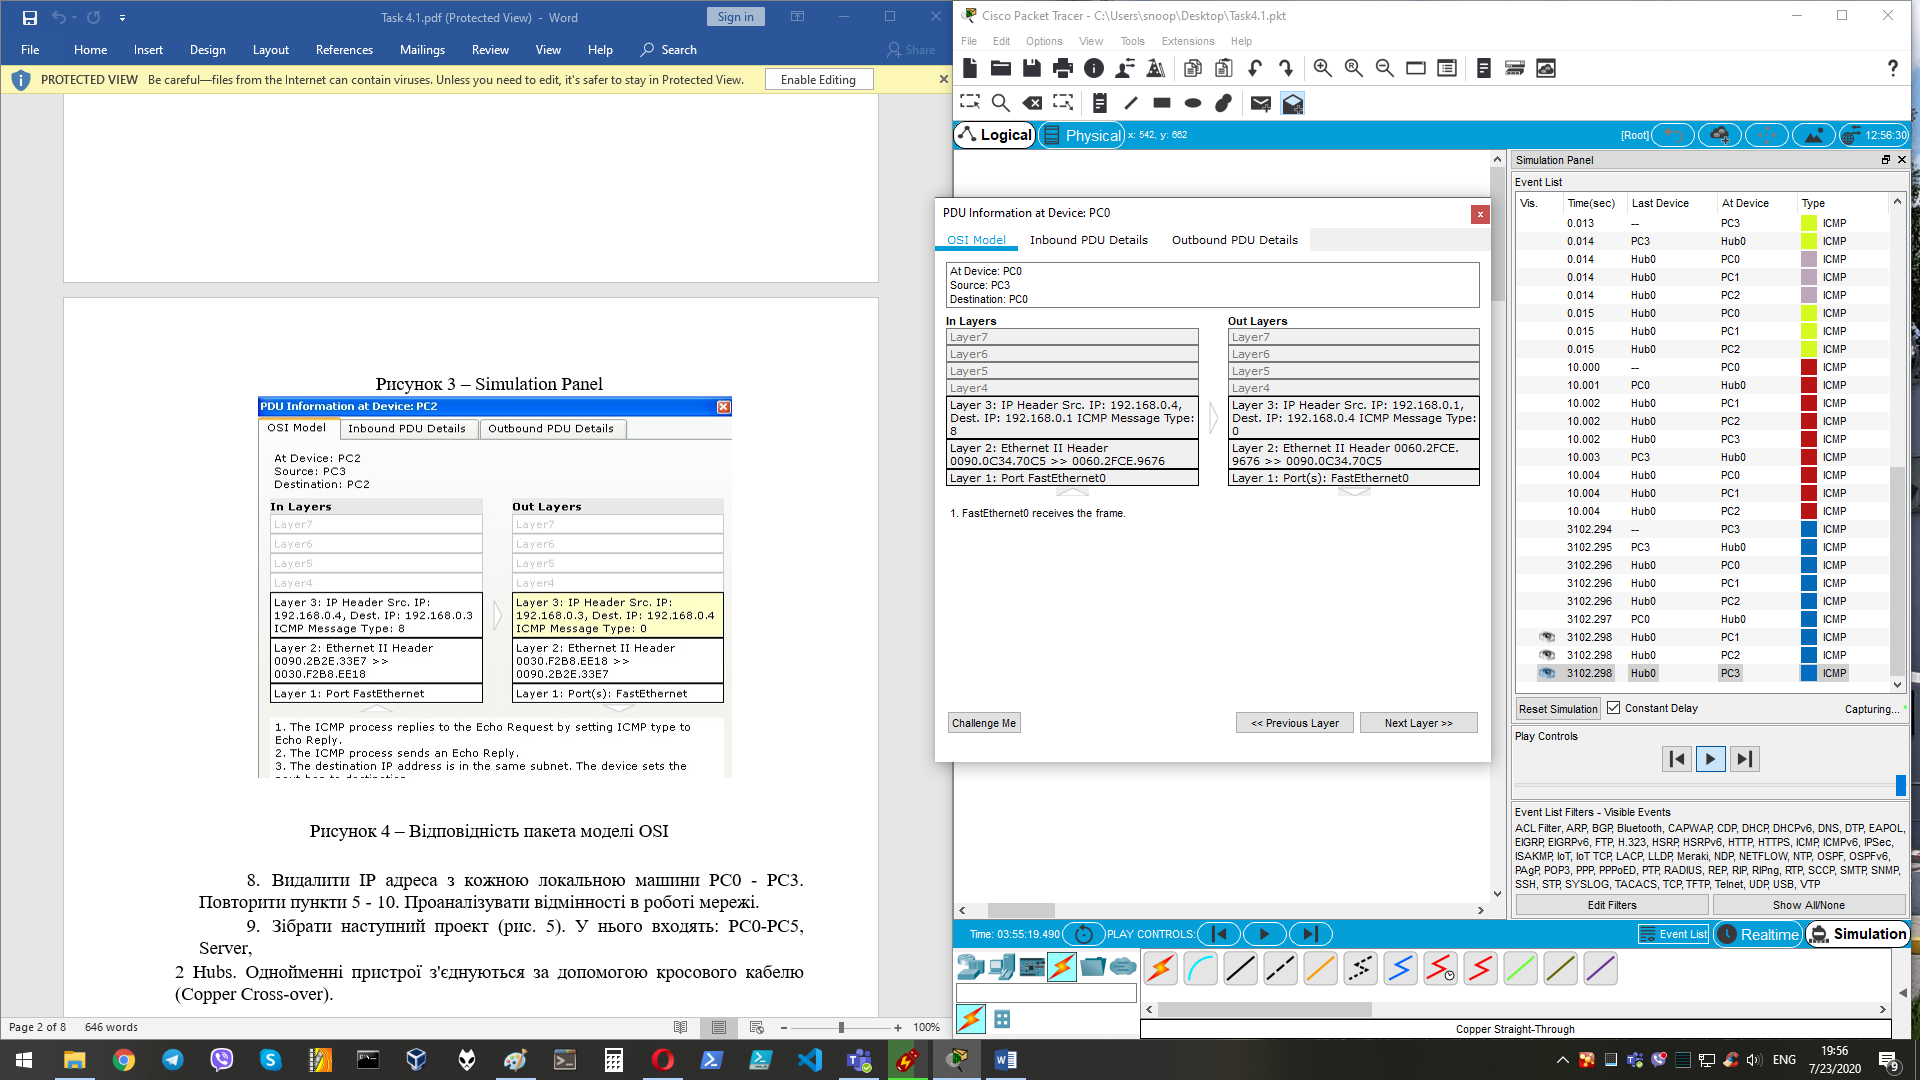 Task 4.1.pdf (Protected View) - Word
Sign in
File Home Insert Design Layout References Mailings Review View Help Search Share
PROTECTED VIEW Be careful—files from the Internet can contain viruses. Unless you need to edit, it's safer to stay in Protected View. Enable Editing
Рисунок 3 – Simulation Panel
PDU Information at Device: PC2
OSI Model Inbound PDU Details Outbound PDU Details
At Device: PC2
Source: PC3
Destination: PC2
In Layers Out Layers
Layer7 Layer7
Layer6 Layer6
Layer5 Layer5
Layer4 Layer4
Layer 3: IP Header Src. IP: Layer 3: IP Header Src. IP:
192.168.0.4, Dest. IP: 192.168.0.3 192.168.0.3, Dest. IP: 192.168.0.4
ICMP Message Type: 8 ICMP Message Type: 0
Layer 2: Ethernet II Header Layer 2: Ethernet II Header
0090.2B2E.33E7 >> 0030.F2B8.EE18 >>
0030.F2B8.EE18 0090.2B2E.33E7
Layer 1: Port FastEthernet Layer 1: Port(s): FastEthernet
1. The ICMP process replies to the Echo Request by setting ICMP type to
Echo Reply.
2. The ICMP process sends an Echo Reply.
3. The destination IP address is in the same subnet. The device sets the
Рисунок 4 – Відповідність пакета моделі OSI
8. Видалити IP адреса з кожною локальною машини PC0 - PC3.
Повторити пункти 5 - 10. Проаналізувати відмінності в роботі мережі.
9. Зібрати наступний проект (рис. 5). У нього входять: PC0-PC5,
Server,
2 Hubs. Однойменні пристрої з'єднуються за допомогою кросового кабелю
(Copper Cross-over).
Page 2 of 8 646 words 100%
Cisco Packet Tracer - C:\Users\snoop\Desktop\Task4.1.pkt
File Edit Options View Tools Extensions Help
?
Logical Physical x: 542, y: 662 [Root] 12:56:30
PDU Information at Device: PC0
OSI Model Inbound PDU Details Outbound PDU Details
At Device: PC0
Source: PC3
Destination: PC0
In Layers Out Layers
Layer7 Layer7
Layer6 Layer6
Layer5 Layer5
Layer4 Layer4
Layer 3: IP Header Src. IP: 192.168.0.4, Layer 3: IP Header Src. IP: 192.168.0.1,
Dest. IP: 192.168.0.1 ICMP Message Type: Dest. IP: 192.168.0.4 ICMP Message Type:
8 0
Layer 2: Ethernet II Header Layer 2: Ethernet II Header 0060.2FCE.
0090.0C34.70C5 >> 0060.2FCE.9676 9676 >> 0090.0C34.70C5
Layer 1: Port FastEthernet0 Layer 1: Port(s): FastEthernet0
1. FastEthernet0 receives the frame.
Challenge Me << Previous Layer Next Layer >>
Simulation Panel
Event List
Vis. Time(sec) Last Device At Device Type
0.013 -- PC3 ICMP
0.014 PC3 Hub0 ICMP
0.014 Hub0 PC0 ICMP
0.014 Hub0 PC1 ICMP
0.014 Hub0 PC2 ICMP
0.015 Hub0 PC0 ICMP
0.015 Hub0 PC1 ICMP
0.015 Hub0 PC2 ICMP
10.000 -- PC0 ICMP
10.001 PC0 Hub0 ICMP
10.002 Hub0 PC1 ICMP
10.002 Hub0 PC2 ICMP
10.002 Hub0 PC3 ICMP
10.003 PC3 Hub0 ICMP
10.004 Hub0 PC0 ICMP
10.004 Hub0 PC1 ICMP
10.004 Hub0 PC2 ICMP
3102.294 -- PC3 ICMP
3102.295 PC3 Hub0 ICMP
3102.296 Hub0 PC0 ICMP
3102.296 Hub0 PC1 ICMP
3102.296 Hub0 PC2 ICMP
3102.297 PC0 Hub0 ICMP
3102.298 Hub0 PC1 ICMP
3102.298 Hub0 PC2 ICMP
3102.298 Hub0 PC3 ICMP
Reset Simulation Constant Delay Capturing...
Play Controls
Event List Filters - Visible Events
ACL Filter, ARP, BGP, Bluetooth, CAPWAP, CDP, DHCP, DHCPv6, DNS, DTP, EAPOL,
EIGRP, EIGRPv6, FTP, H.323, HSRP, HSRPv6, HTTP, HTTPS, ICMP, ICMPv6, IPSec,
ISAKMP, IoT, IoT TCP, LACP, LLDP, Meraki, NDP, NETFLOW, NTP, OSPF, OSPFv6,
PAgP, POP3, PPP, PPPoED, PTP, RADIUS, REP, RIP, RIPng, RTP, SCCP, SMTP, SNMP,
SSH, STP, SYSLOG, TACACS, TCP, TFTP, Telnet, UDP, USB, VTP
Edit Filters Show All/None
Time: 03:55:19.490 PLAY CONTROLS: Event List Realtime Simulation
Copper Straight-Through
ENG 19:56
7/23/2020
9